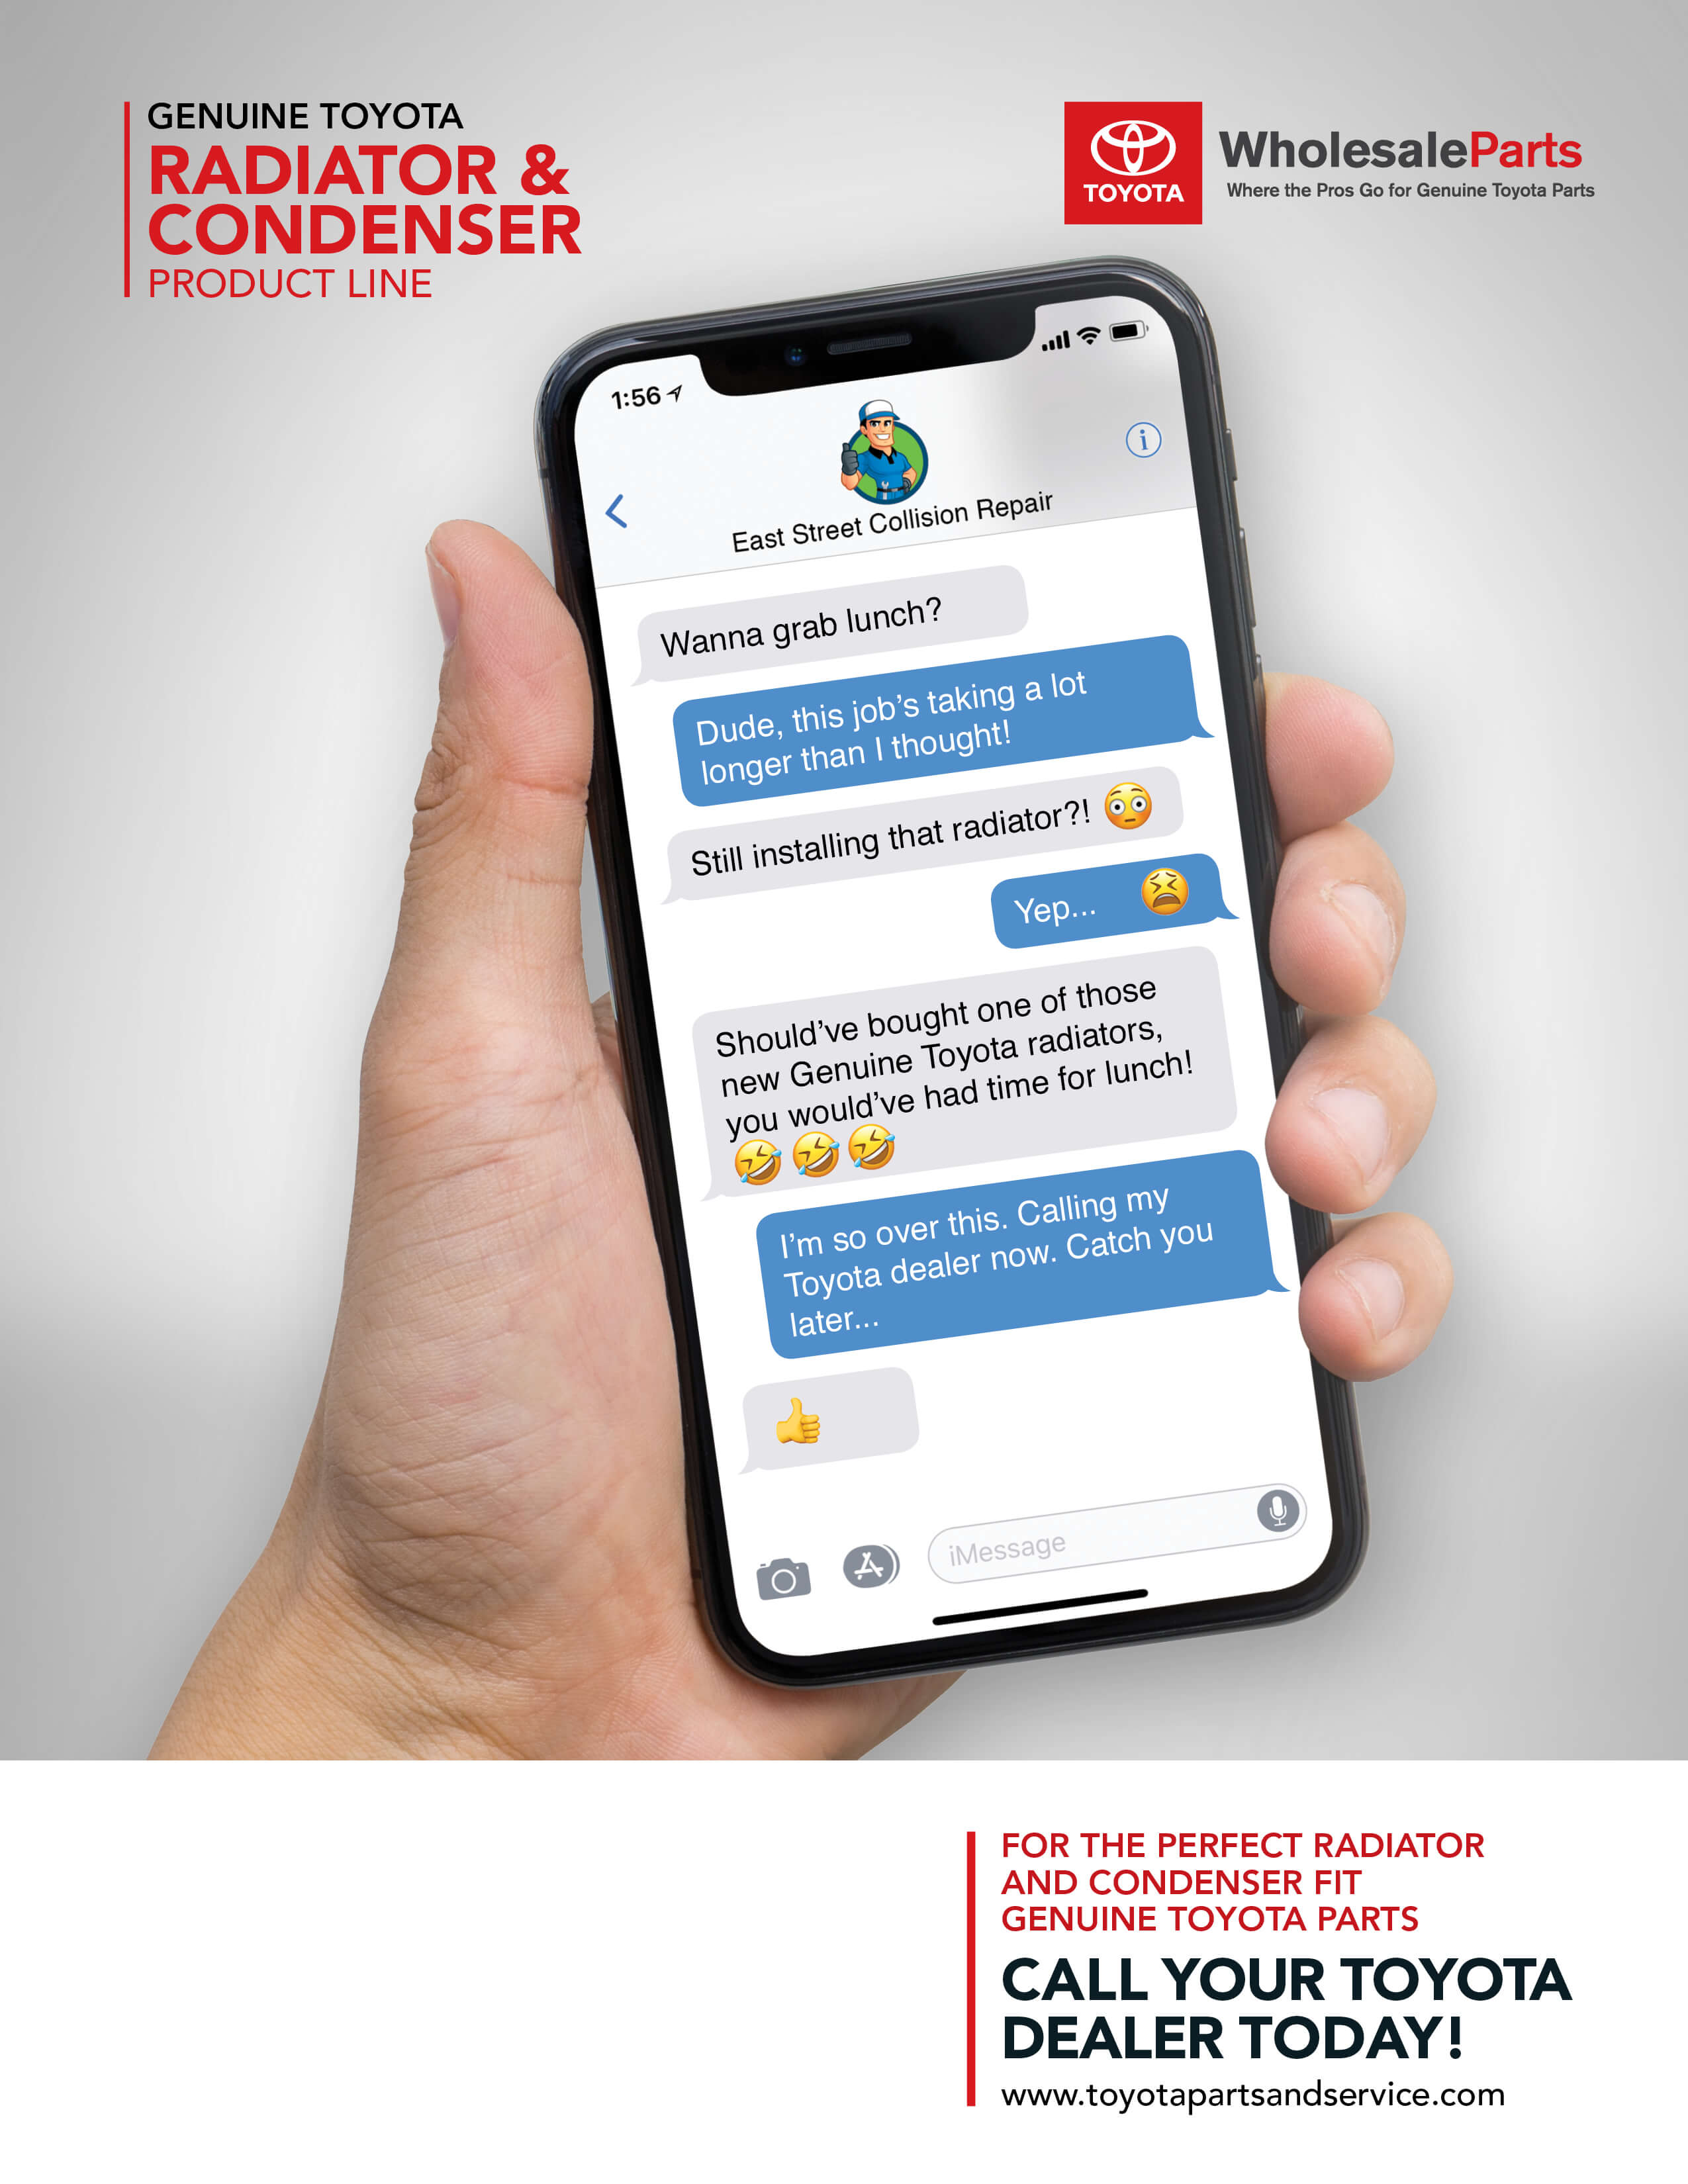 GENUINE TOYOTA
RADIATOR &
CONDENSER
PRODUCT LINE
TOYOTA
WholesaleParts
Where the Pros Go for Genuine Toyota Parts
1:56
East Street Collision Repair
Wanna grab lunch?
Dude, this job’s taking a lot
longer than I thought!
Still installing that radiator?! 😳
Yep... 😫
Should’ve bought one of those
new Genuine Toyota radiators,
you would’ve had time for lunch!
🤣 🤣 🤣
I’m so over this. Calling my
Toyota dealer now. Catch you
later...
👍
iMessage
FOR THE PERFECT RADIATOR
AND CONDENSER FIT
GENUINE TOYOTA PARTS
CALL YOUR TOYOTA
DEALER TODAY!
www.toyotapartsandservice.com